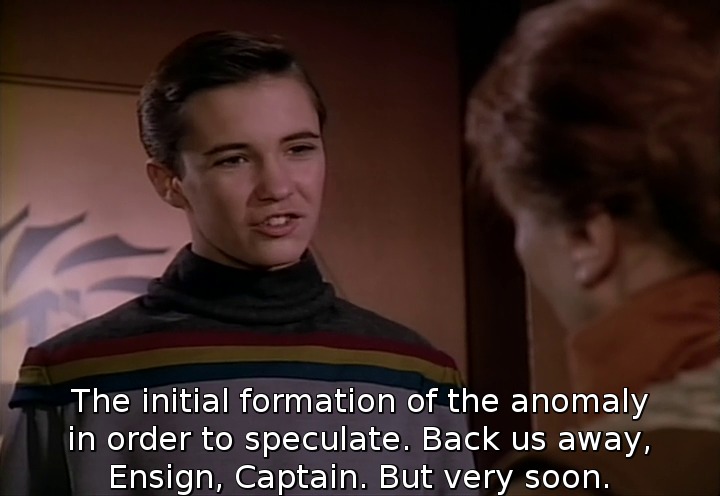 The initial formation of the anomaly
in order to speculate. Back us away,
Ensign, Captain. But very soon.